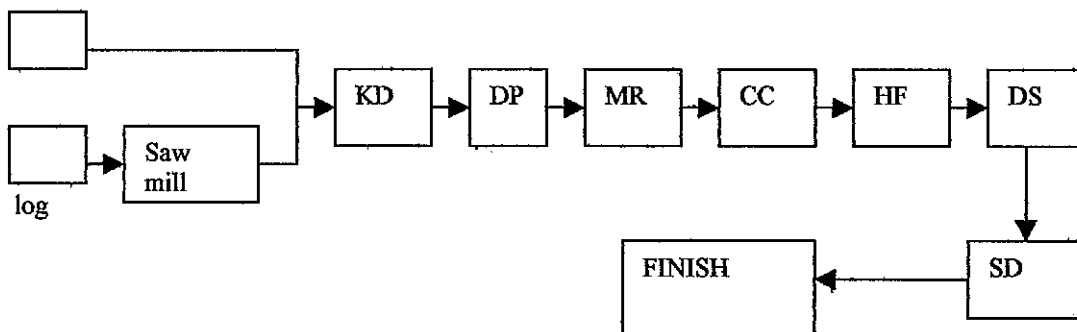 KD
DP
MR
CC
HF
DS
Saw
mill
log
FINISH
SD